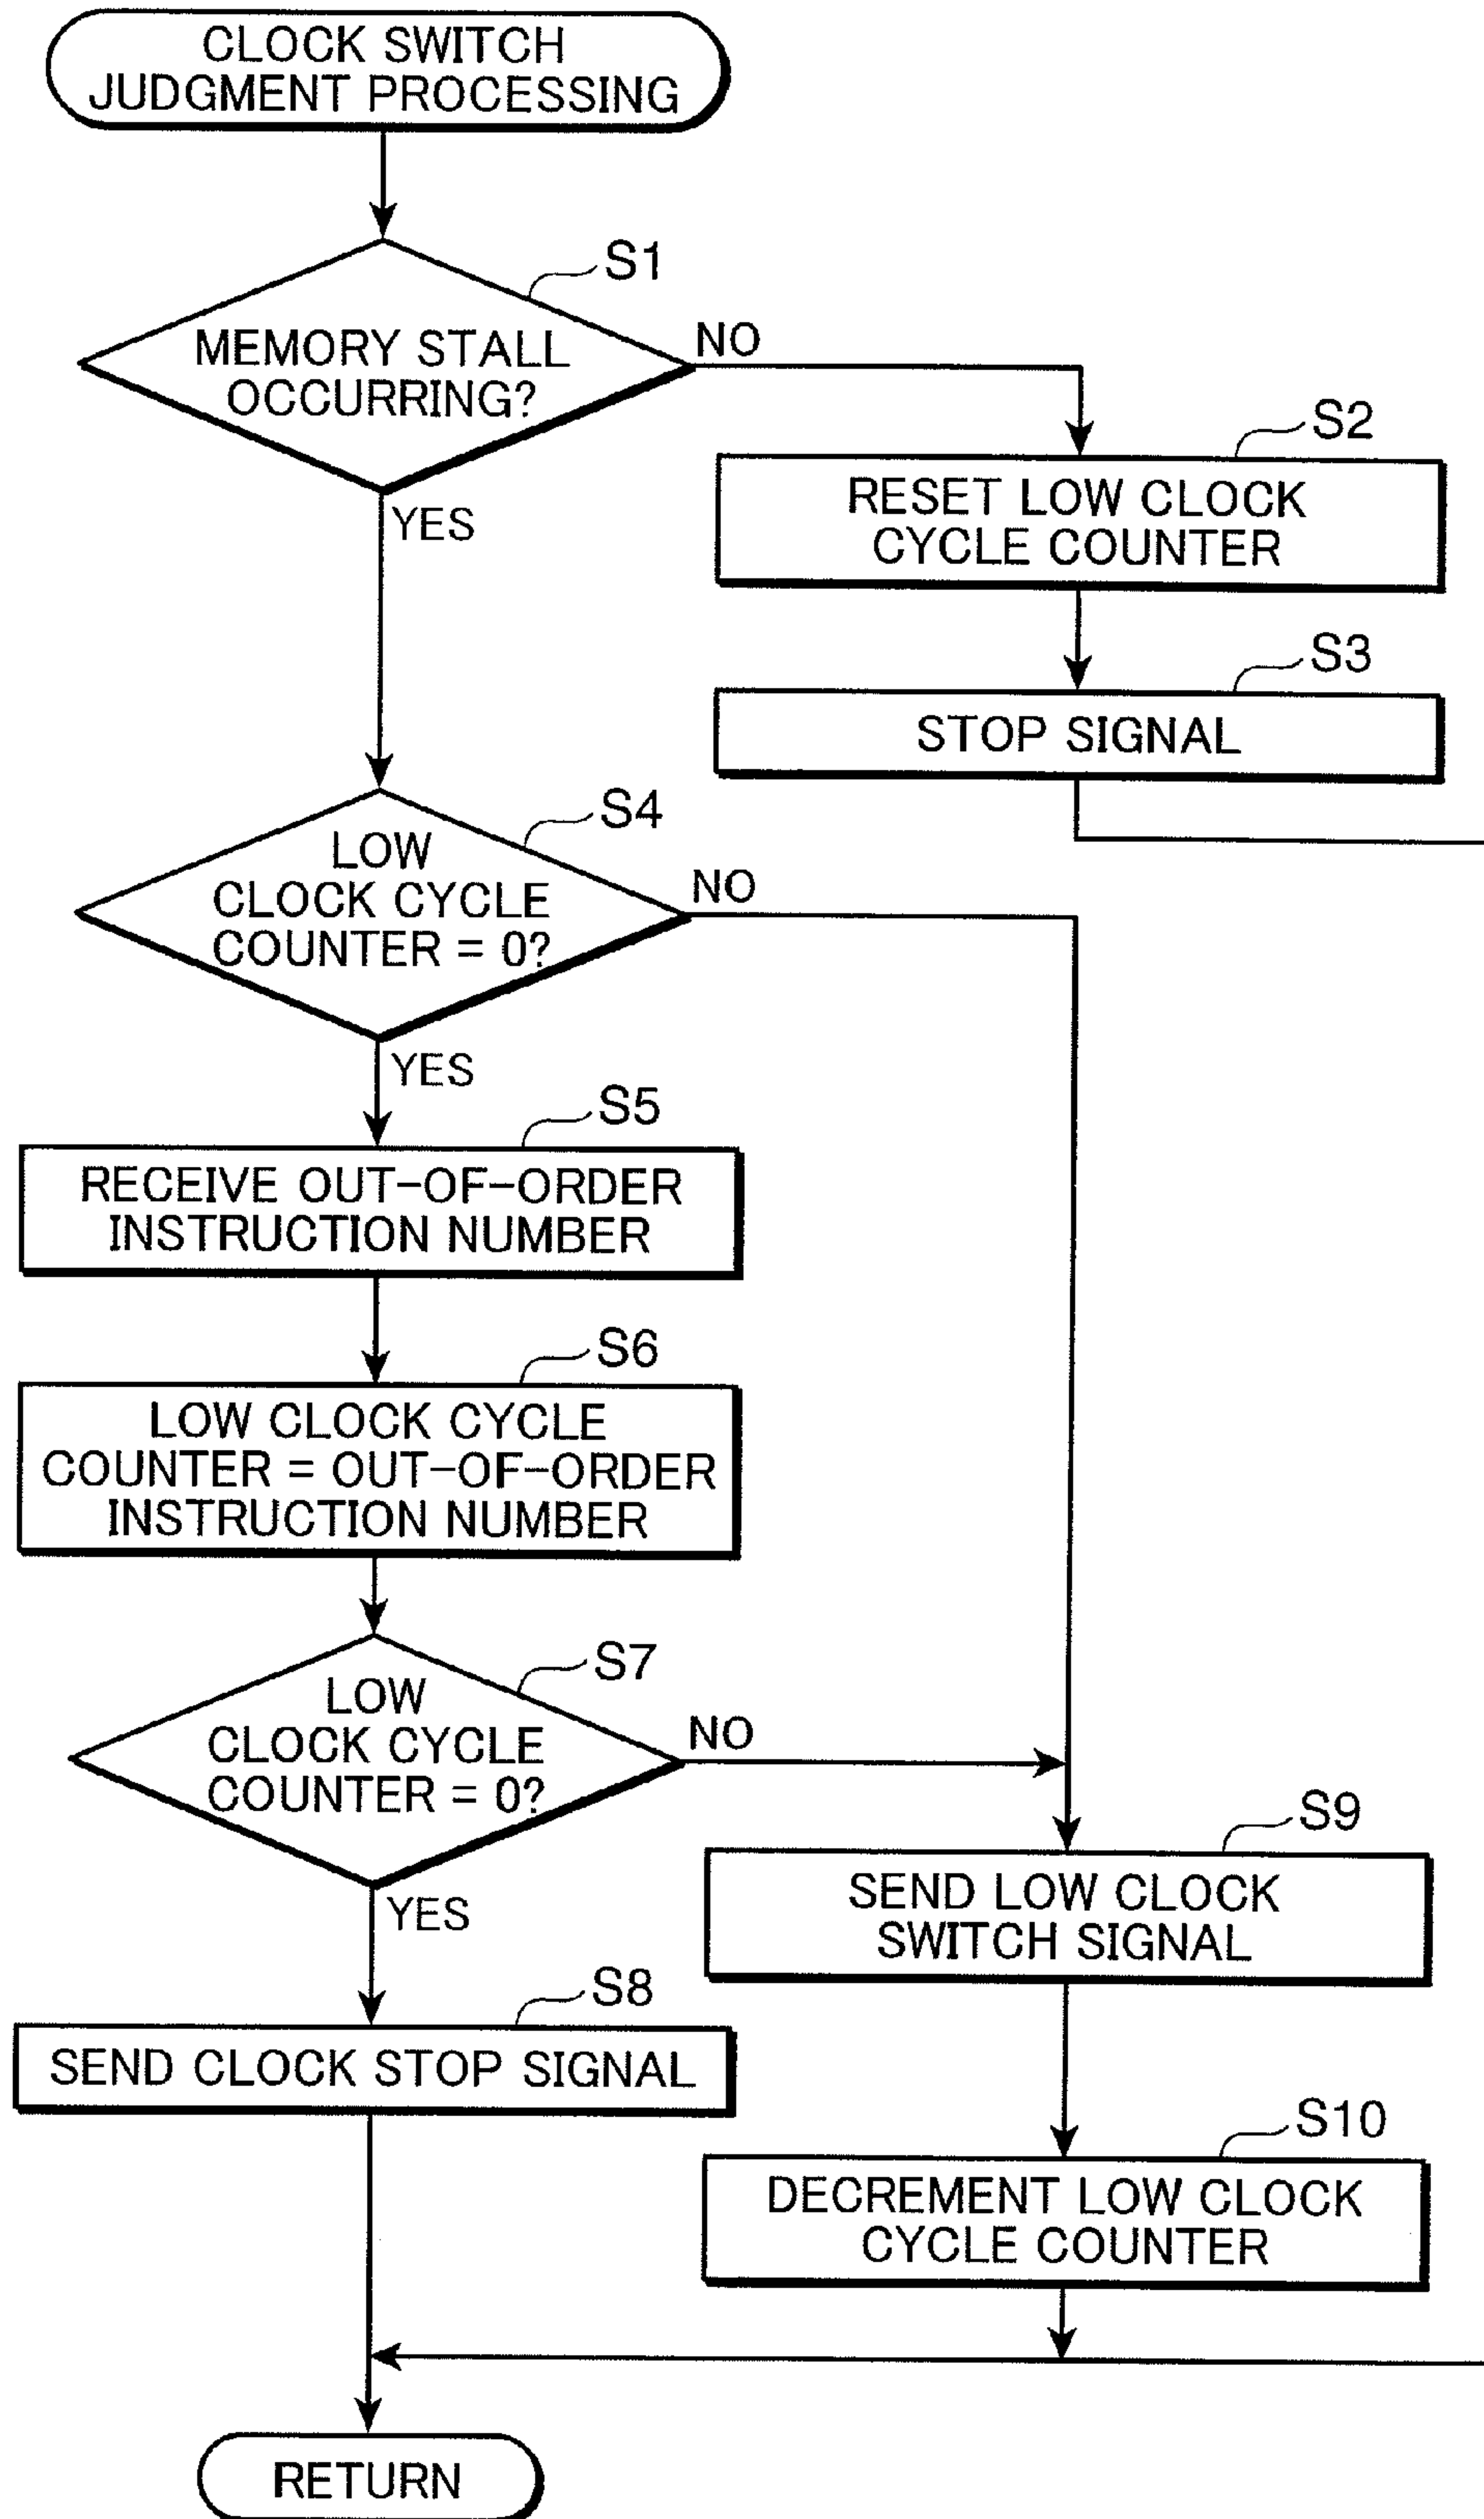 CLOCK SWITCH
JUDGMENT PROCESSING
S1
MEMORY STALL
OCCURRING?
NO
YES
S2
RESET LOW CLOCK
CYCLE COUNTER
S3
STOP SIGNAL
S4
LOW
CLOCK CYCLE
COUNTER = 0?
NO
YES
S5
RECEIVE OUT-OF-ORDER
INSTRUCTION NUMBER
S6
LOW CLOCK CYCLE
COUNTER = OUT-OF-ORDER
INSTRUCTION NUMBER
S7
LOW
CLOCK CYCLE
COUNTER = 0?
NO
YES
S8
SEND CLOCK STOP SIGNAL
S9
SEND LOW CLOCK
SWITCH SIGNAL
S10
DECREMENT LOW CLOCK
CYCLE COUNTER
RETURN